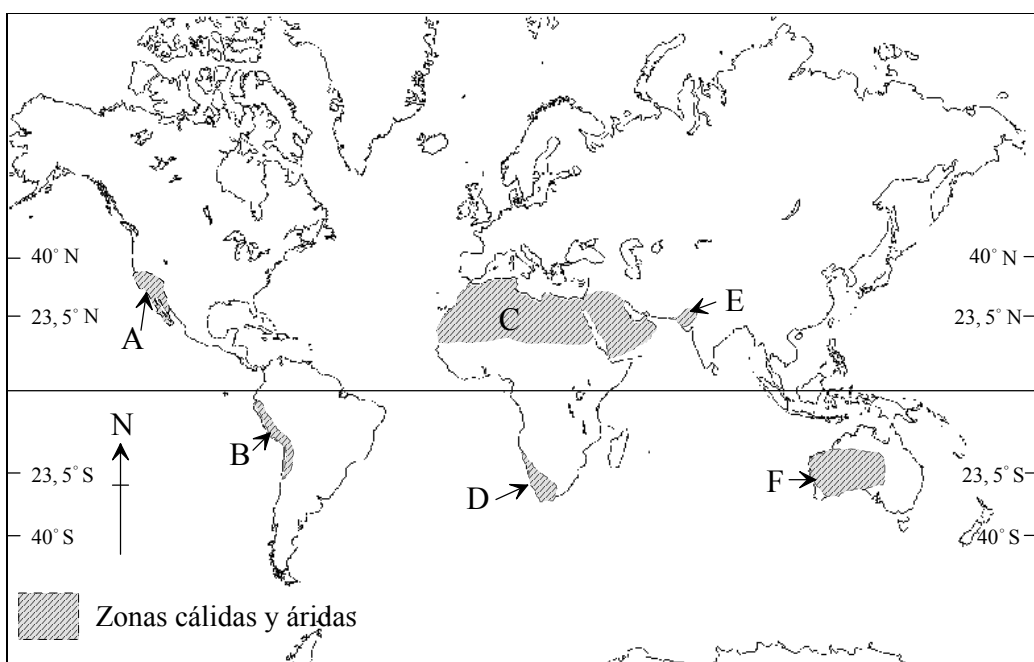 40° N
40° N
E
C
23,5° N
23,5° N
A
N
B
23,5° S
D
F
23,5° S
40° S
40° S
Zonas cálidas y áridas